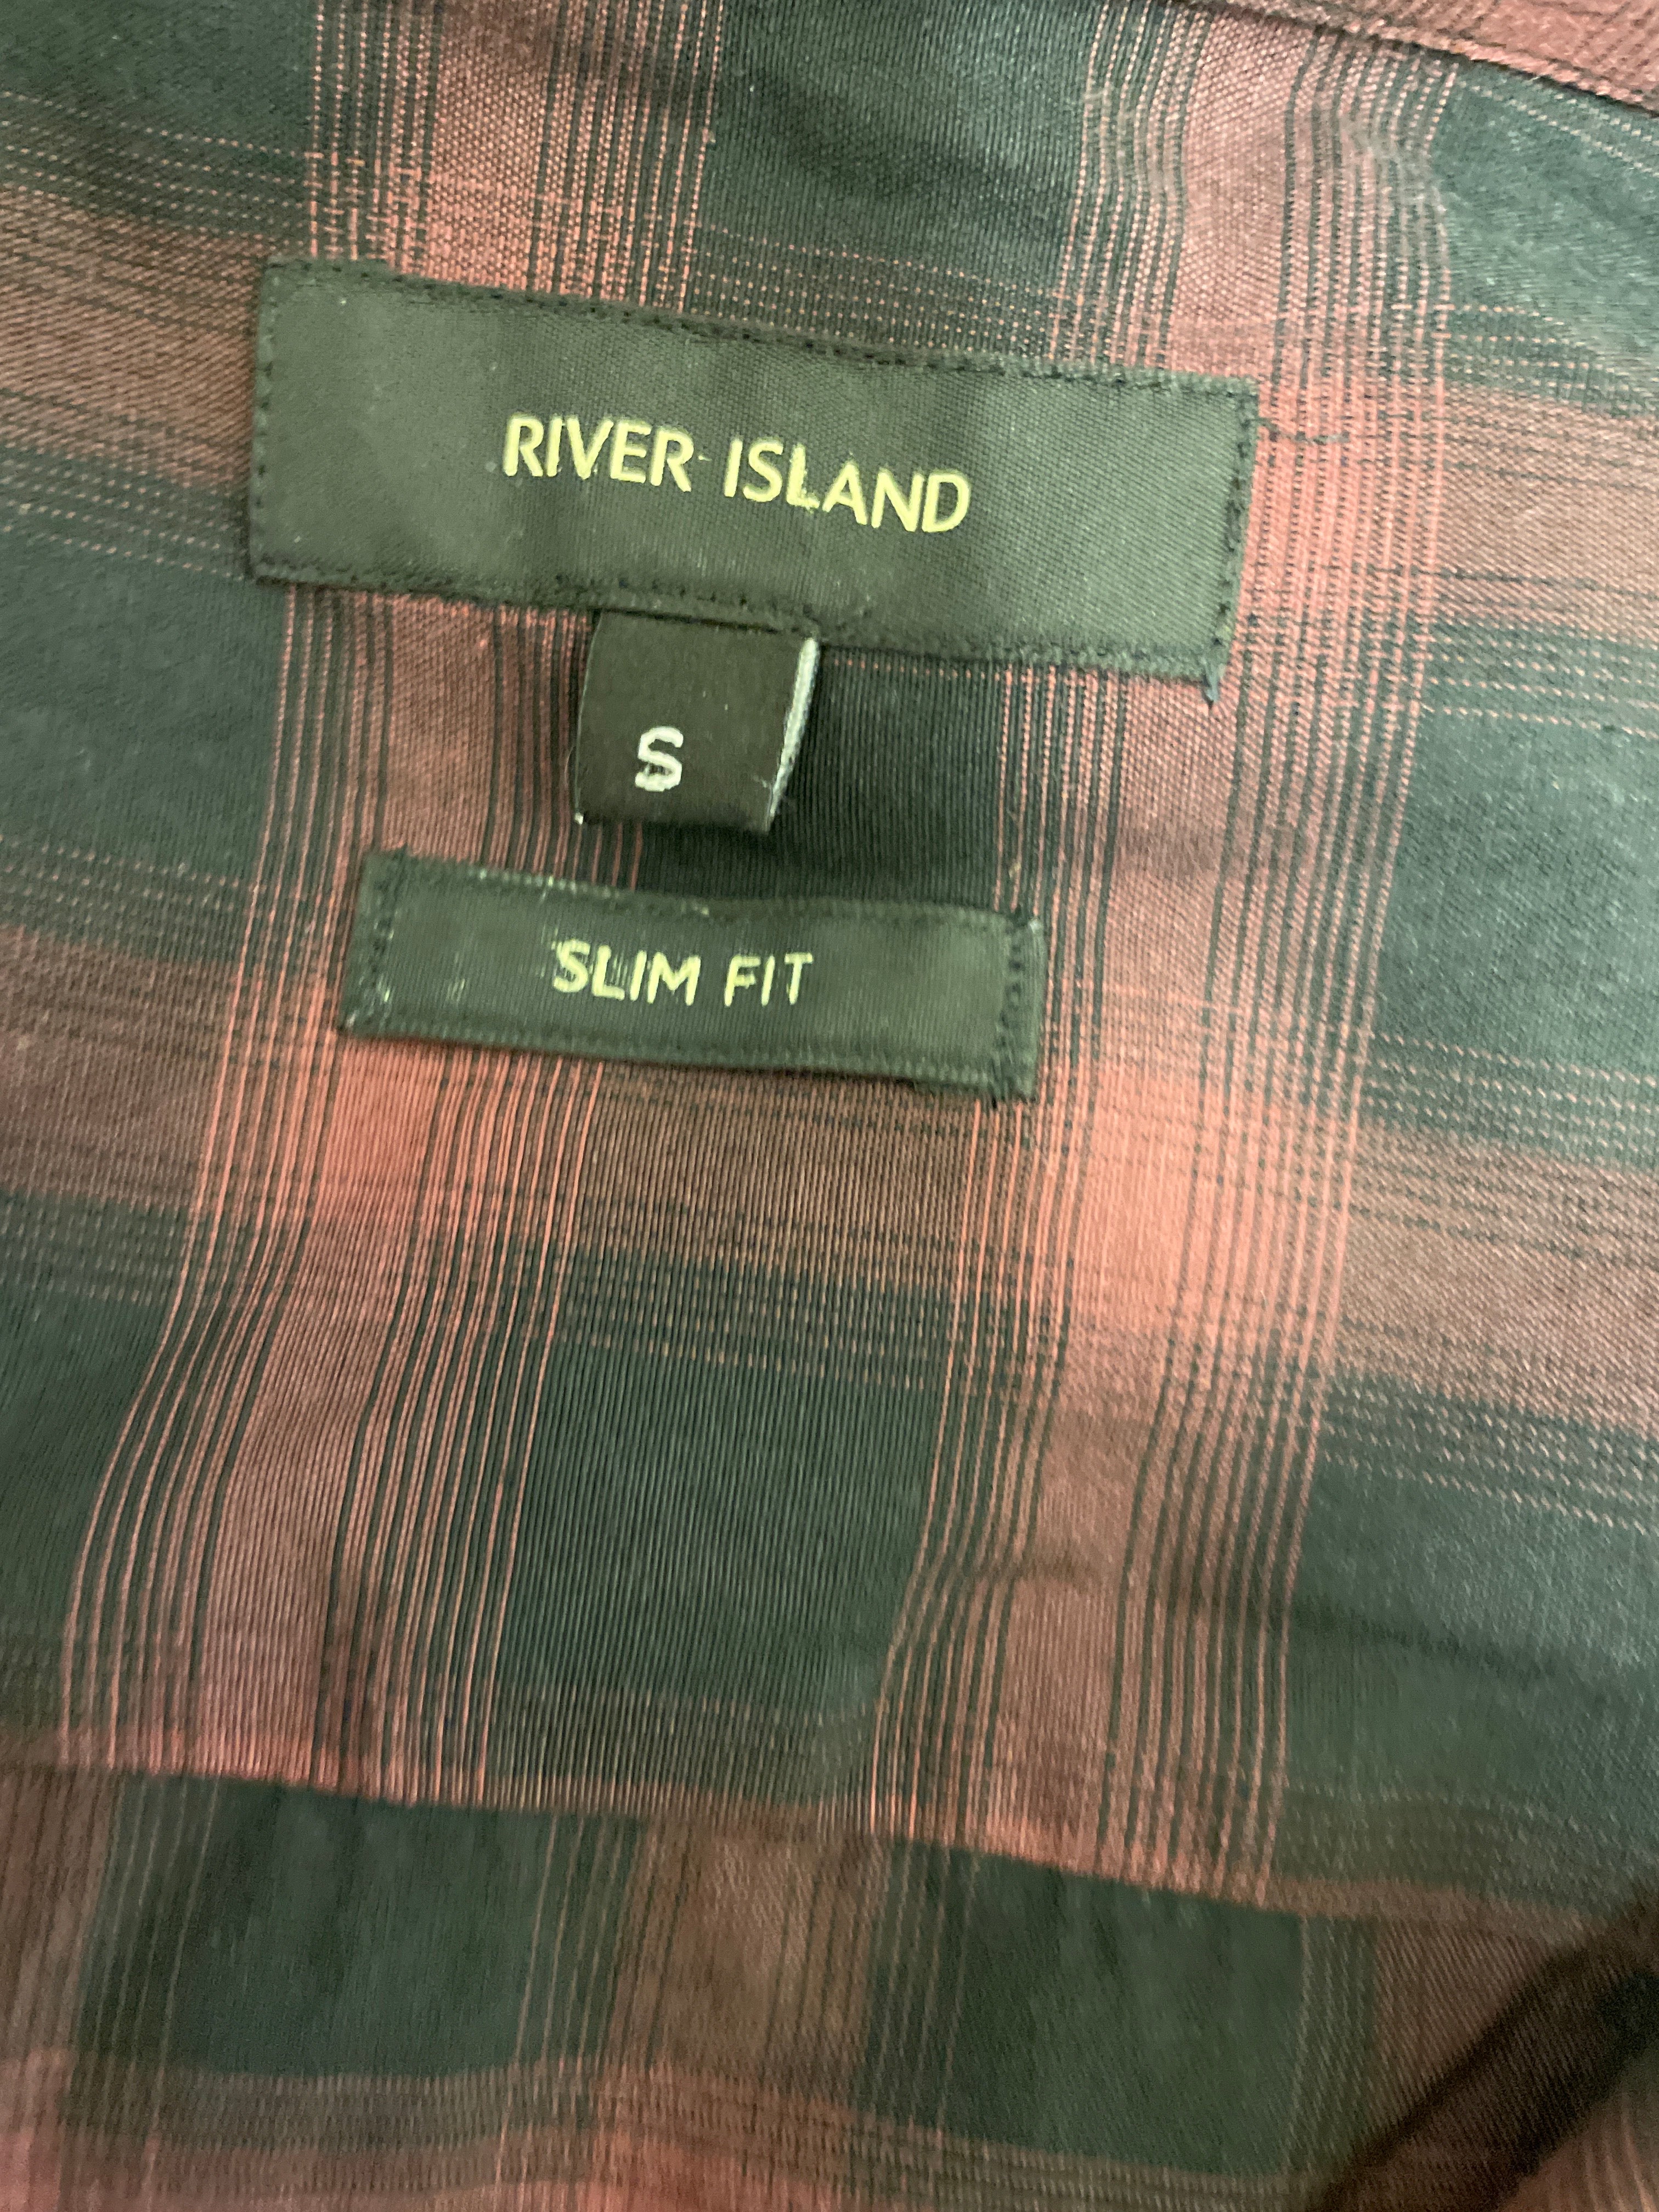 RIVER ISLAND
S
SLIM FIT